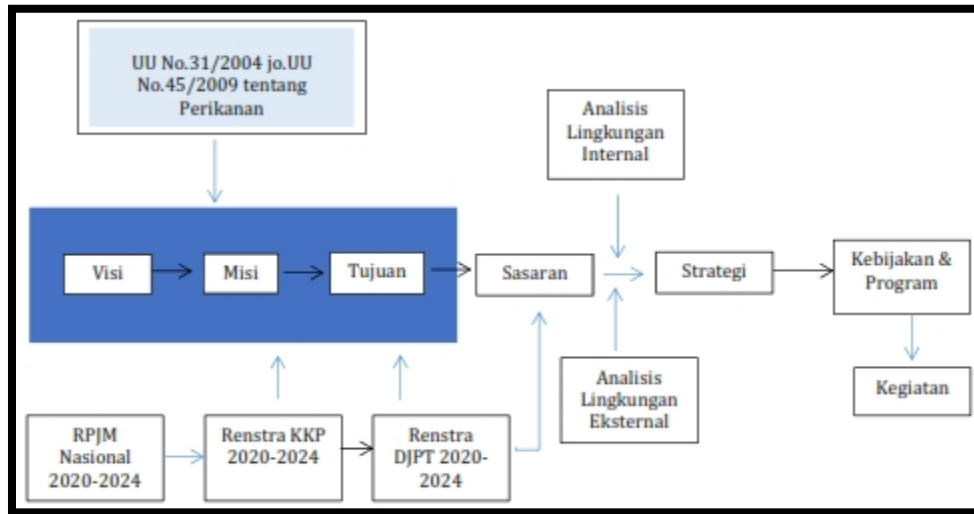 UU No.31/2004 jo.UU
No.45/2009 tentang
Perikanan
Analisis
Lingkungan
Internal
Visi
Misi
Tujuan
Sasaran
Strategi
Kebijakan &
Program
Analisis
Lingkungan
Eksternal
Kegiatan
RPJM
Nasional
2020-2024
Renstra KKP
2020-2024
Renstra
DJPT 2020-
2024